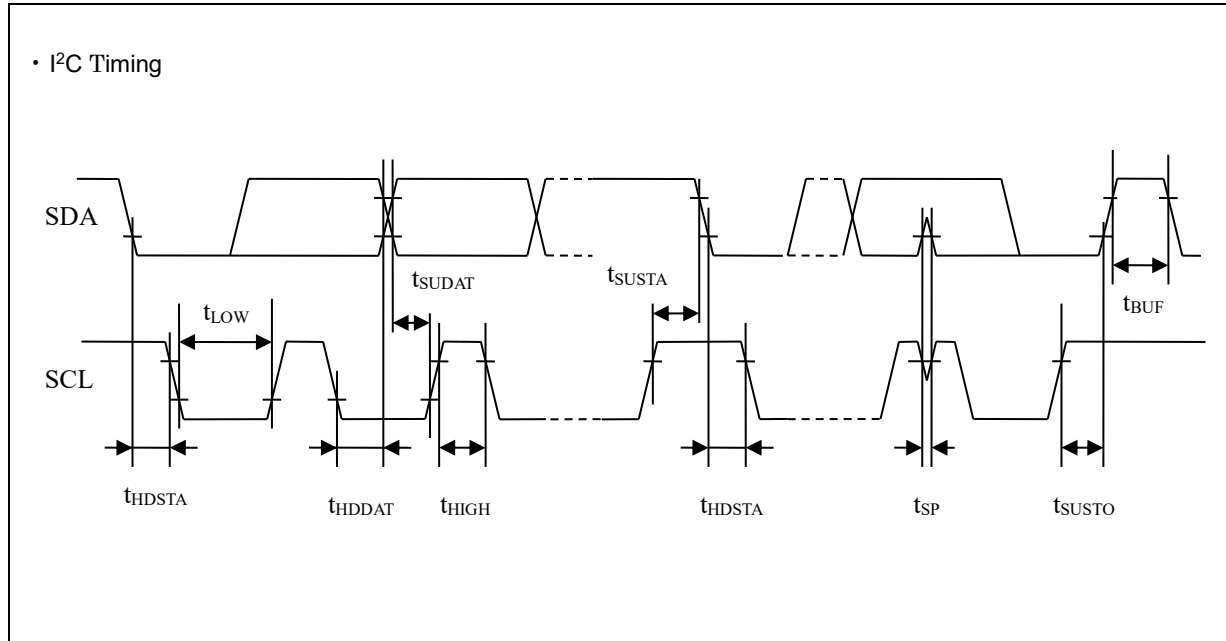 ・I²C Timing
SDA
tSUDAT
tSUSTA
tLOW
tBUF
SCL
tHDSTA
tHDDAT
tHIGH
tHDSTA
tSP
tSUSTO